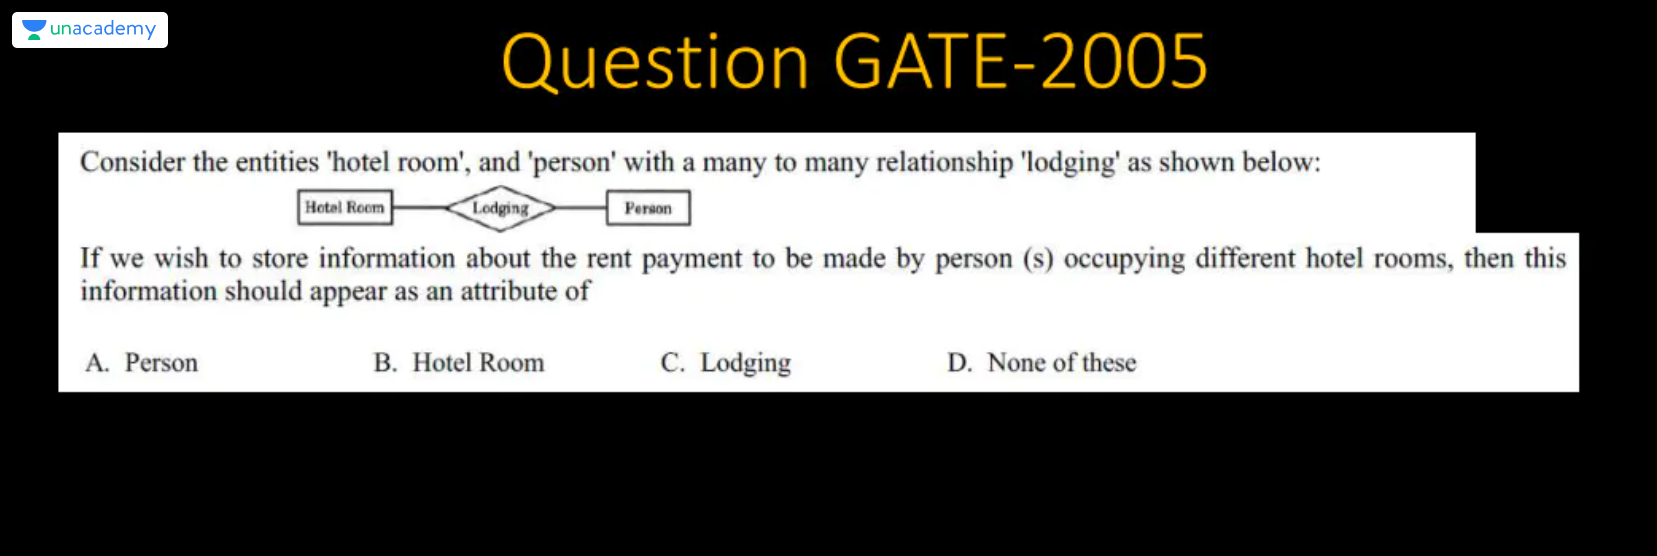 unacademy
Question GATE-2005
Consider the entities 'hotel room', and 'person' with a many to many relationship 'lodging' as shown below:
Hotel Room Lodging Person
If we wish to store information about the rent payment to be made by person (s) occupying different hotel rooms, then this
information should appear as an attribute of
A. Person B. Hotel Room C. Lodging D. None of these